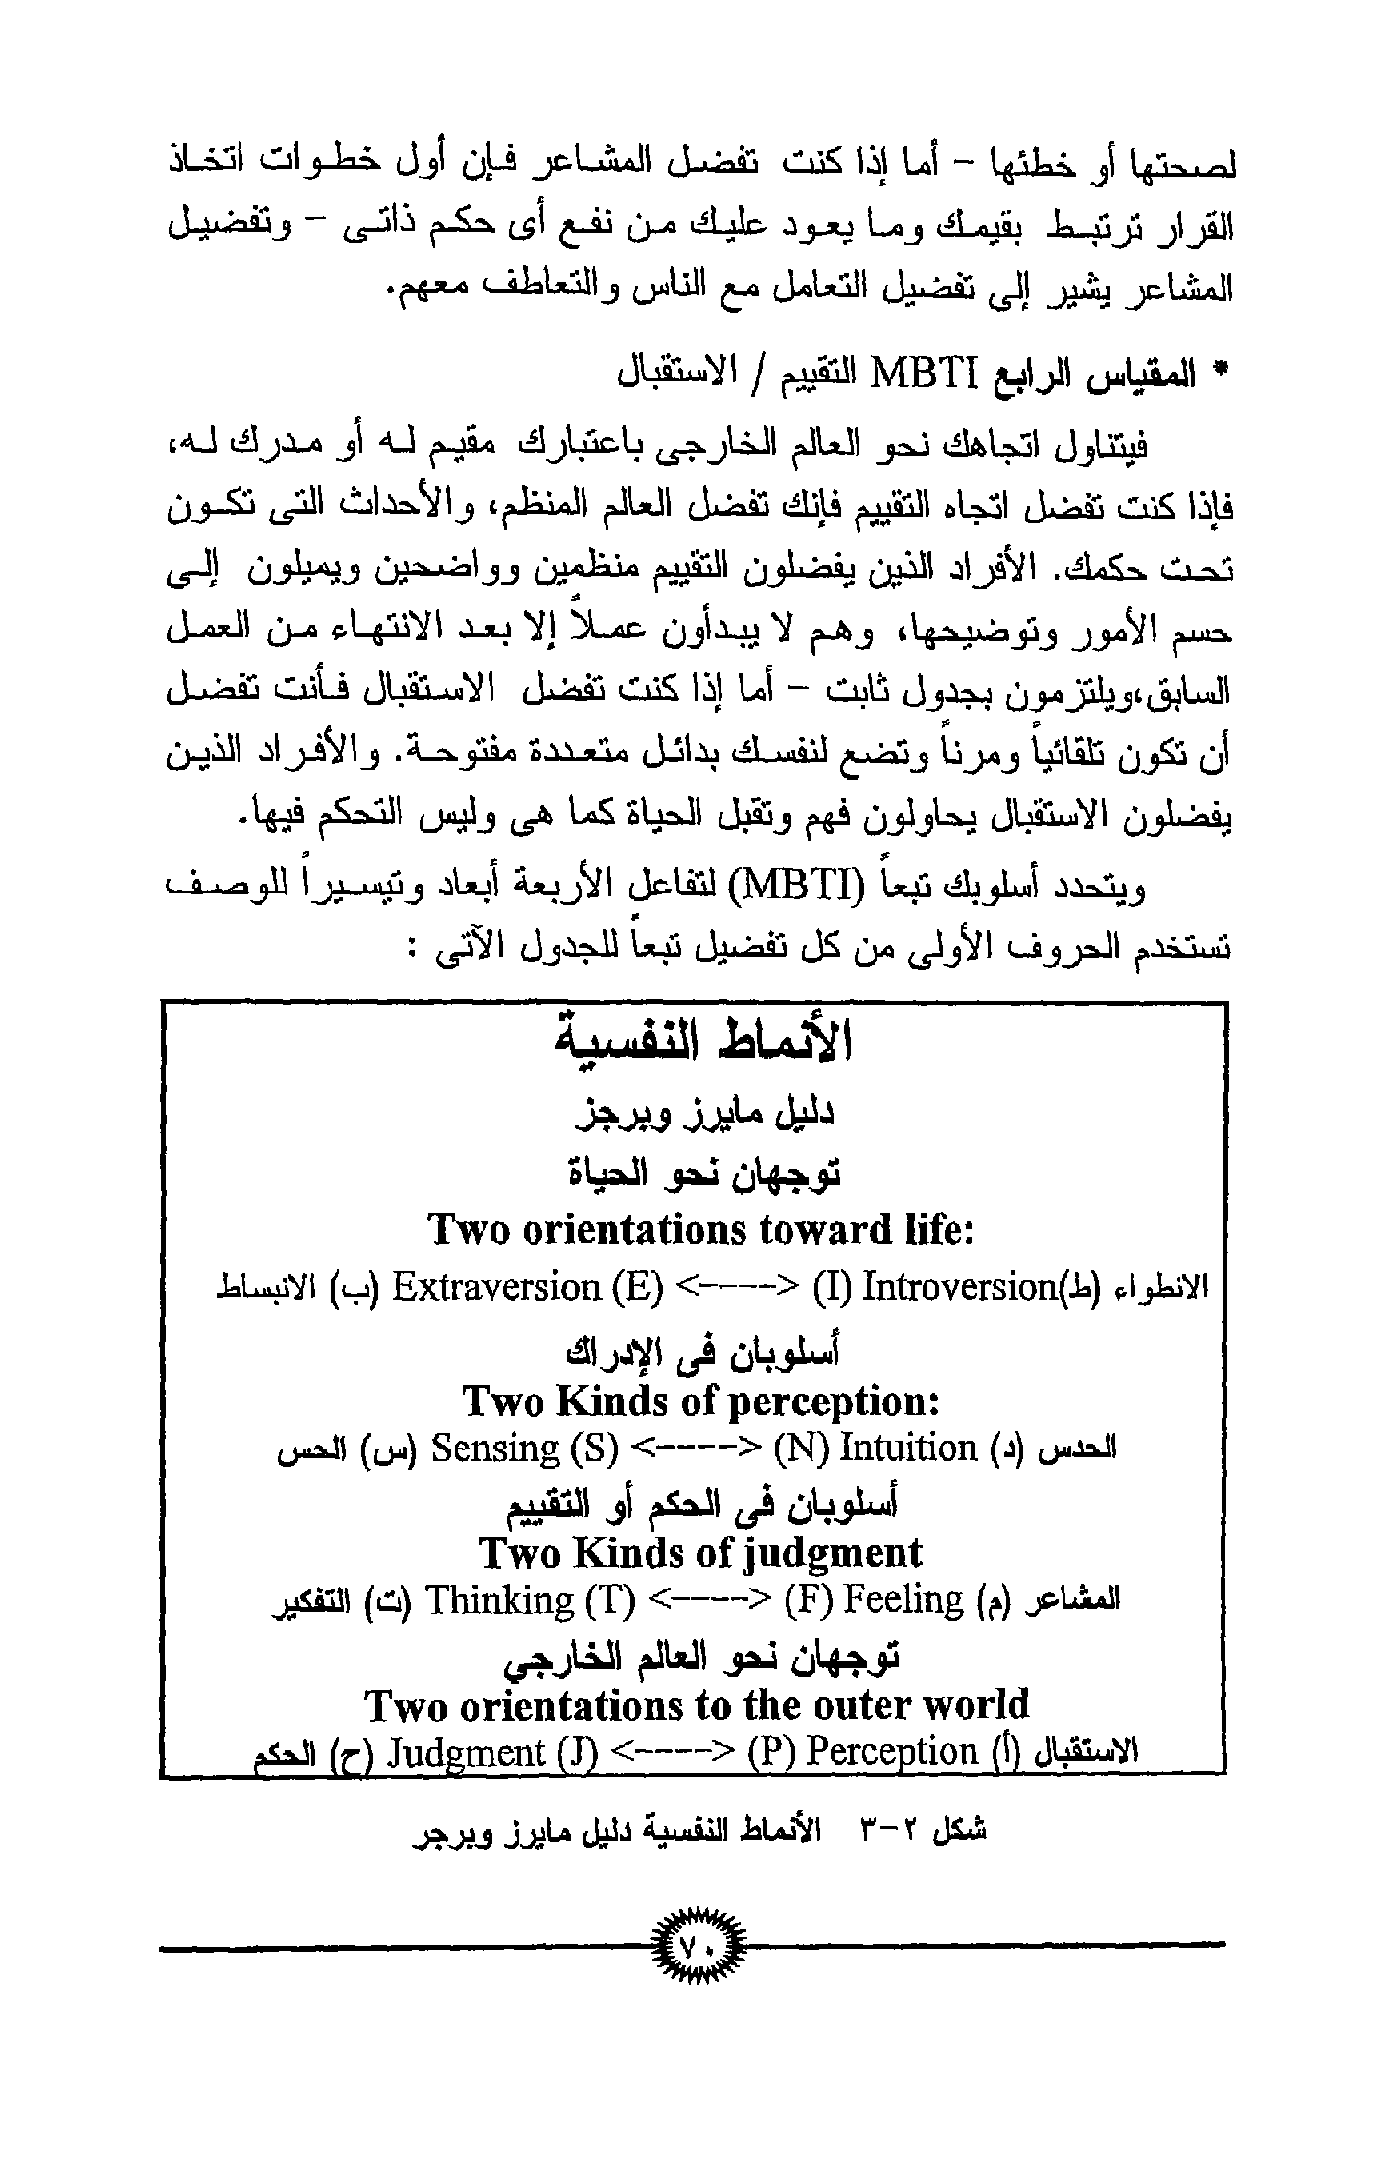 لصحتها أو خطئها – أما إذا كنت تفضل المشاعر فإن أول خطوات اتخاذ
القرار ترتبط بقيمك وما يعود عليك من نفع أى حكم ذاتى – وتفضيل
المشاعر يشير إلى تفضيل التعامل مع الناس والتعاطف معهم.
* المقياس الرابع MBTI التقييم / الاستقبال
فيتناول اتجاهك نحو العالم الخارجى باعتبارك مقيم له أو مدرك له،
فإذا كنت تفضل اتجاه التقييم فإنك تفضل العالم المنظم، والأحداث التى تكون
تحت حكمك. الأفراد الذين يفضلون التقييم منظمين وواضحين ويميلون إلى
حسم الأمور وتوضيحها، وهم لا يبدأون عملاً إلا بعد الانتهاء من العمل
السابق،ويلتزمون بجدول ثابت – أما إذا كنت تفضل الاستقبال فأنت تفضل
أن تكون تلقائياً ومرناً وتضع لنفسك بدائل متعددة مفتوحة. والأفراد الذين
يفضلون الاستقبال يحاولون فهم وتقبل الحياة كما هى وليس التحكم فيها.
ويتحدد أسلوبك تبعاً (MBTI) لتفاعل الأربعة أبعاد وتيسيراً للوصف
تستخدم الحروف الأولى من كل تفضيل تبعاً للجدول الآتى :
الأنماط النفسية
دليل مايرز وبرجز
توجهان نحو الحياة
Two orientations toward life:
الانبساط (ب) Extraversion (E) <-----> (I) Introversion(ط) الانطواء
أسلوبان فى الإدراك
Two Kinds of perception:
الحس (س) Sensing (S) <-----> (N) Intuition (د) الحدس
أسلوبان فى الحكم أو التقييم
Two Kinds of judgment
التفكير (ت) Thinking (T) <-----> (F) Feeling (م) المشاعر
توجهان نحو العالم الخارجي
Two orientations to the outer world
الحكم (ح) Judgment (J) <-----> (P) Perception (أ) الاستقبال
شكل ٢-٣ الأنماط النفسية دليل مايرز وبرجر
٧٠